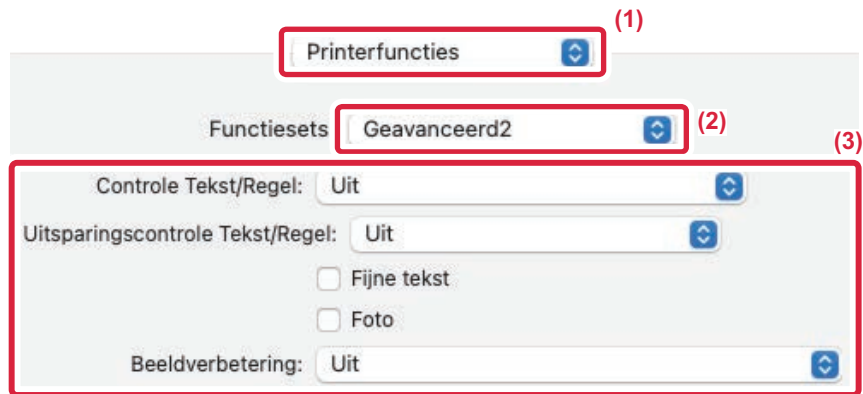 (1)
Printerfuncties
Functiesets Geavanceerd2 (2)
(3)
Controle Tekst/Regel: Uit
Uitsparingscontrole Tekst/Regel: Uit
Fijne tekst
Foto
Beeldverbetering: Uit